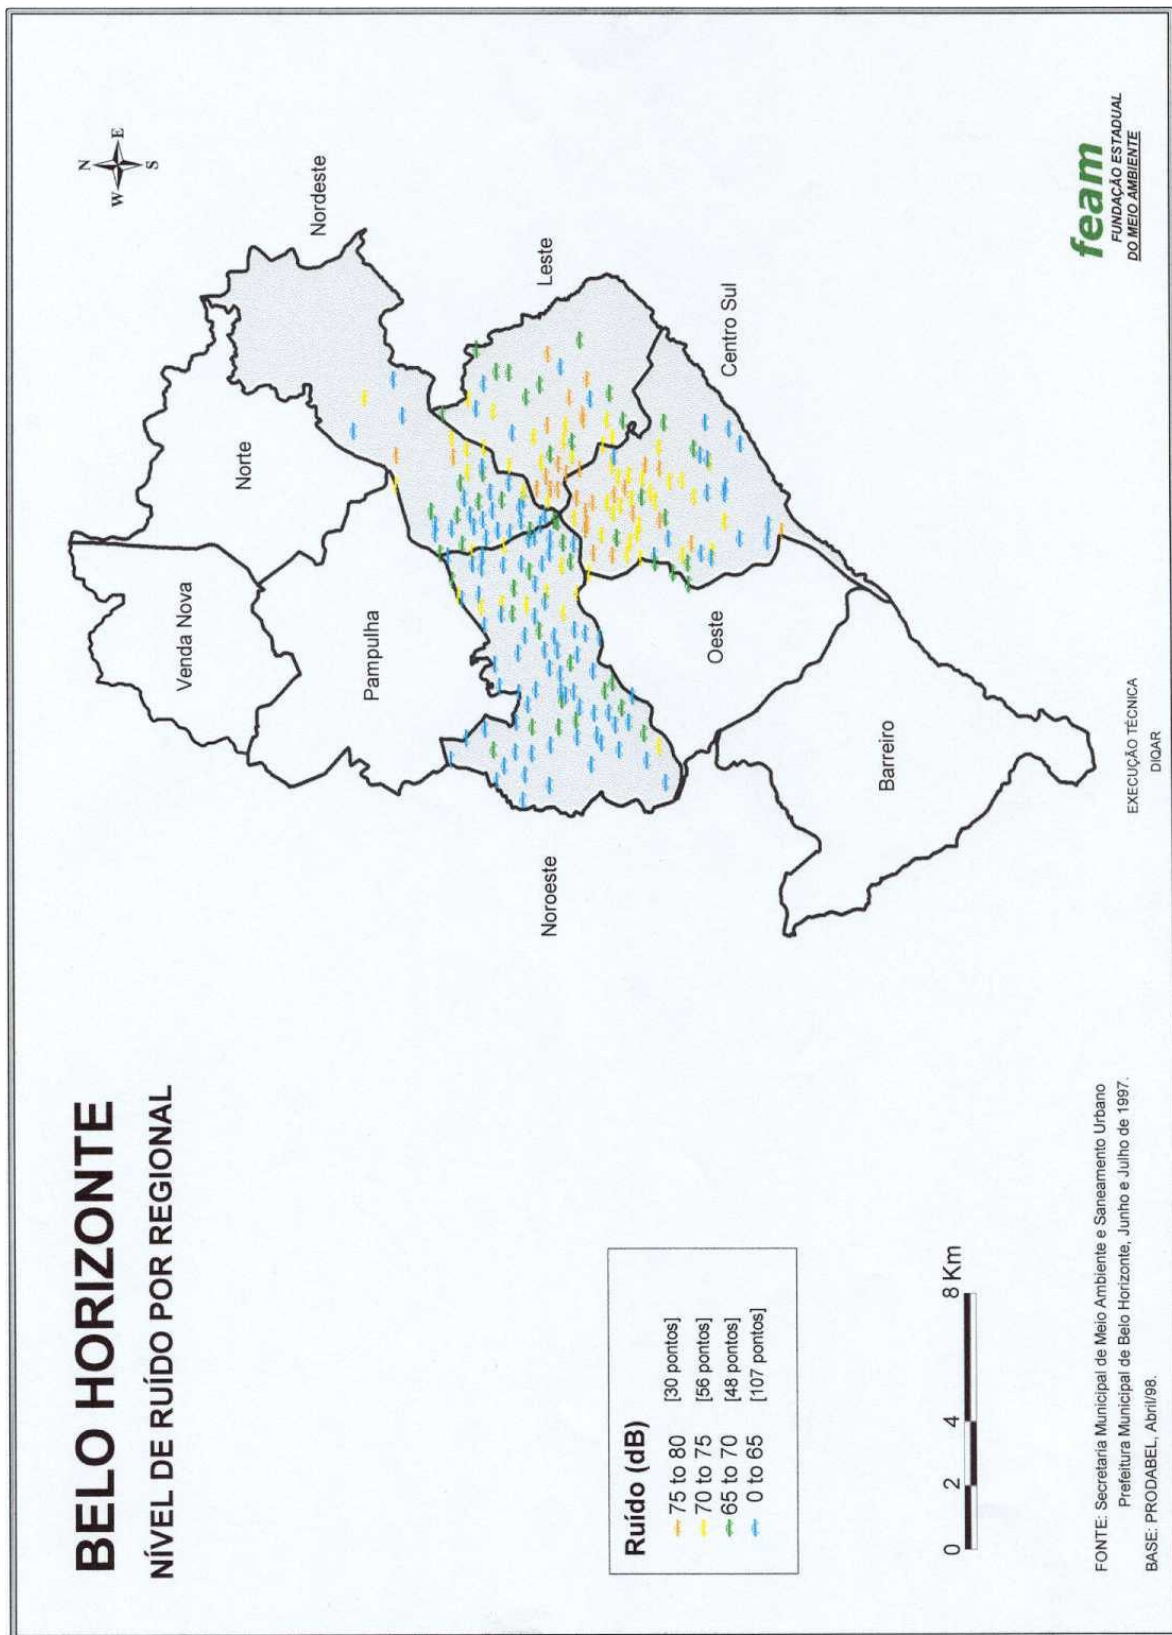 BELO HORIZONTE
NÍVEL DE RUÍDO POR REGIONAL
N
W
E
S
Venda Nova
Norte
Nordeste
Pampulha
Leste
Noroeste
Centro Sul
Oeste
Barreiro
Ruído (dB)
75 to 80 [30 pontos]
70 to 75 [56 pontos]
65 to 70 [48 pontos]
0 to 65 [107 pontos]
0 2 4 8 Km
FONTE: Secretaria Municipal de Meio Ambiente e Saneamento Urbano
Prefeitura Municipal de Belo Horizonte, Junho e Julho de 1997.
BASE: PRODABEL, Abril/98.
EXECUÇÃO TÉCNICA
DIQAR
feam
FUNDAÇÃO ESTADUAL
DO MEIO AMBIENTE